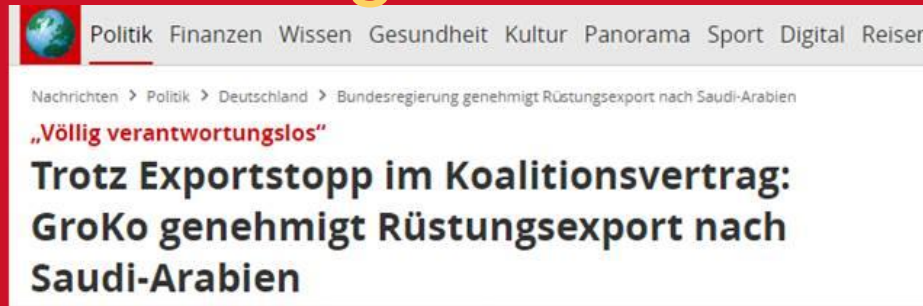 Politik Finanzen Wissen Gesundheit Kultur Panorama Sport Digital Reisen
Nachrichten > Politik > Deutschland > Bundesregierung genehmigt Rüstungsexport nach Saudi-Arabien
„Völlig verantwortungslos“
Trotz Exportstopp im Koalitionsvertrag:
GroKo genehmigt Rüstungsexport nach
Saudi-Arabien